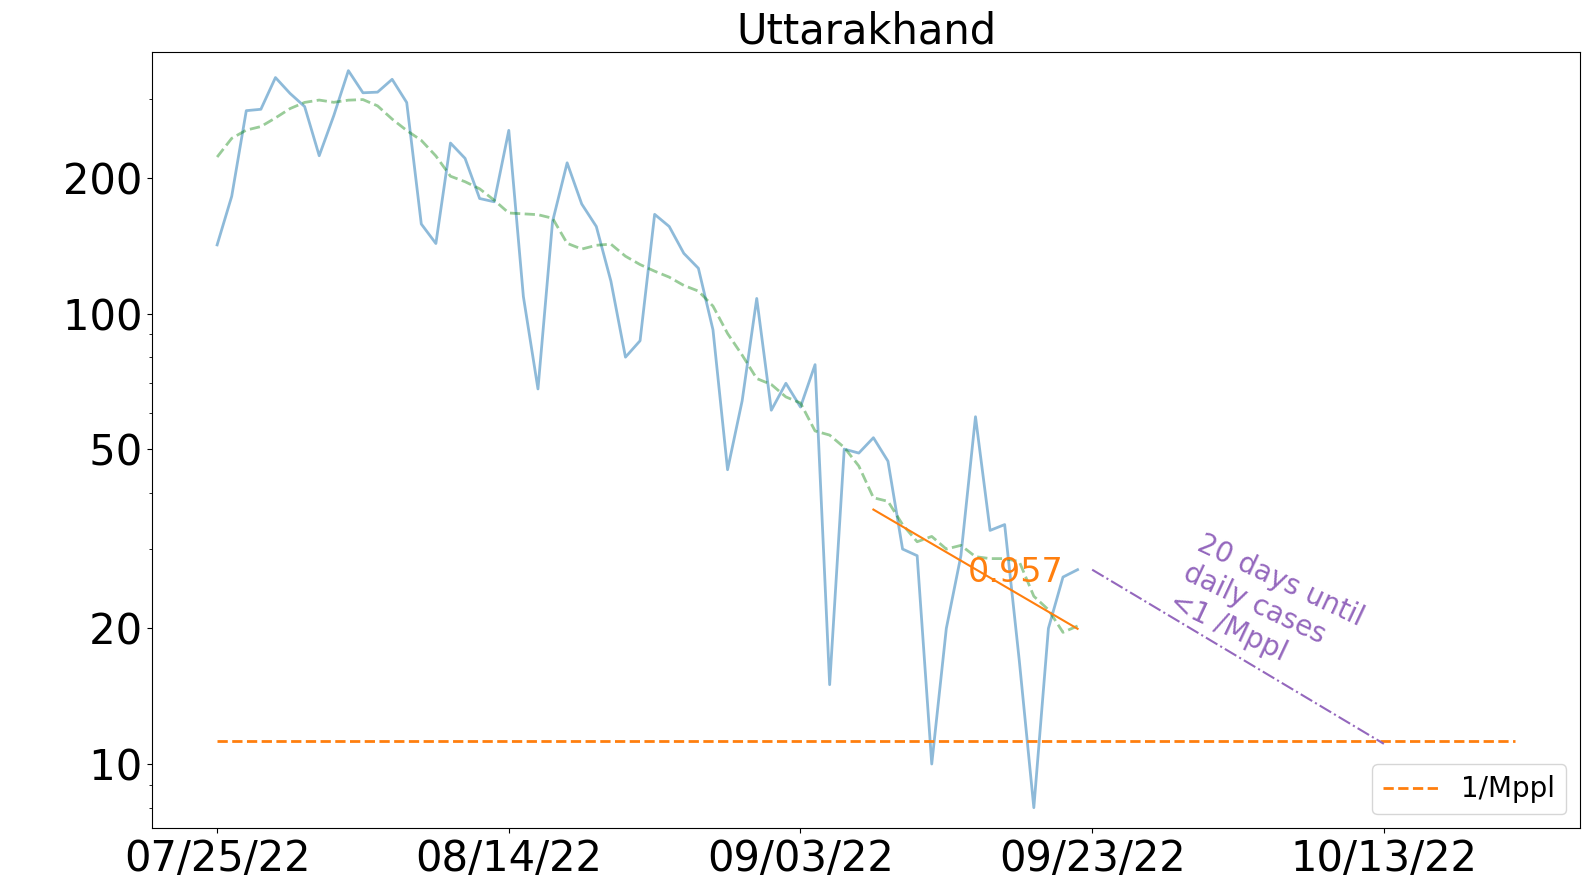 Uttarakhand
200
100
50
20
10
0.957
20 days until
daily cases
<1 /Mppl
1/Mppl
07/25/22
08/14/22
09/03/22
09/23/22
10/13/22